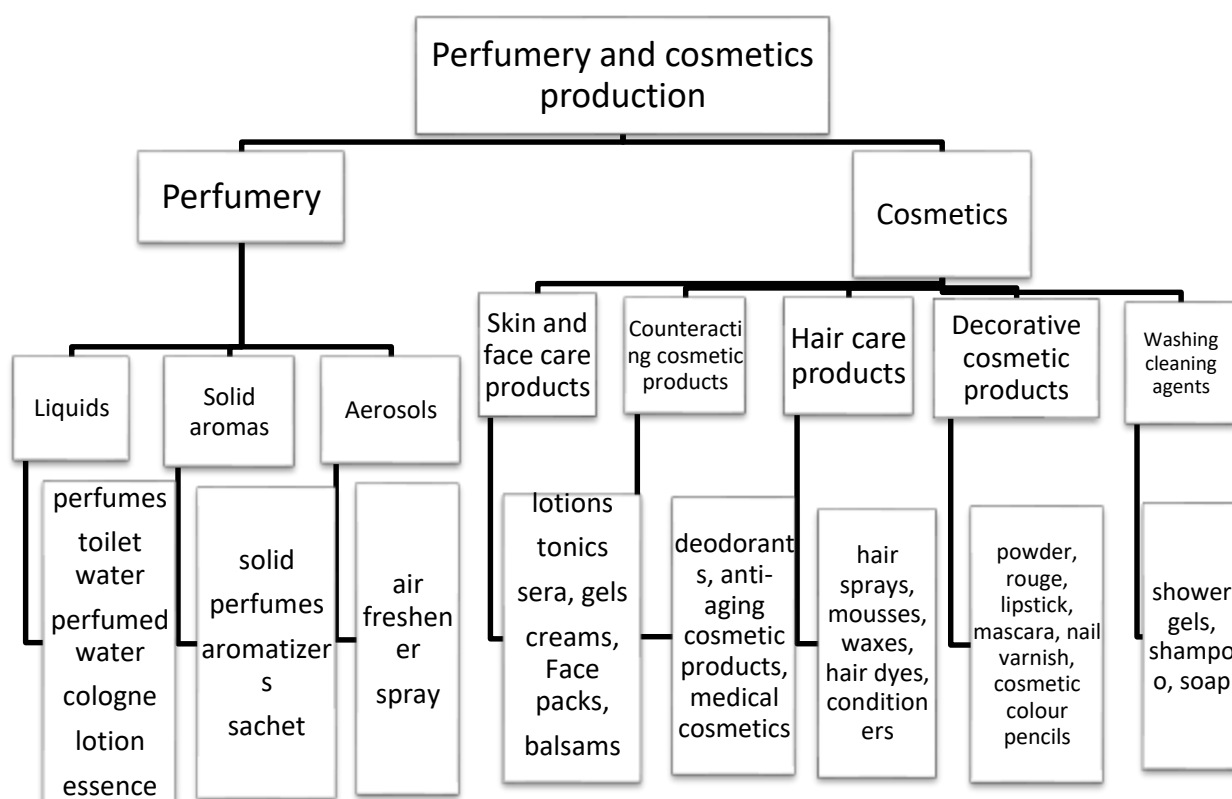 Perfumery and cosmetics
production
Perfumery
Cosmetics
Liquids
Solid
aromas
Aerosols
Skin and
face care
products
Counteracti
ng cosmetic
products
Hair care
products
Decorative
cosmetic
products
Washing
cleaning
agents
perfumes
toilet
water
perfumed
water
cologne
lotion
essence
solid
perfumes
aromatizer
s
sachet
air
freshen
er
spray
lotions
tonics
sera, gels
creams,
Face
packs,
balsams
deodorant
s, anti-
aging
cosmetic
products,
medical
cosmetics
hair
sprays,
mousses,
waxes,
hair dyes,
condition
ers
powder,
rouge,
lipstick,
mascara, nail
varnish,
cosmetic
colour
pencils
shower
gels,
shampo
o, soap